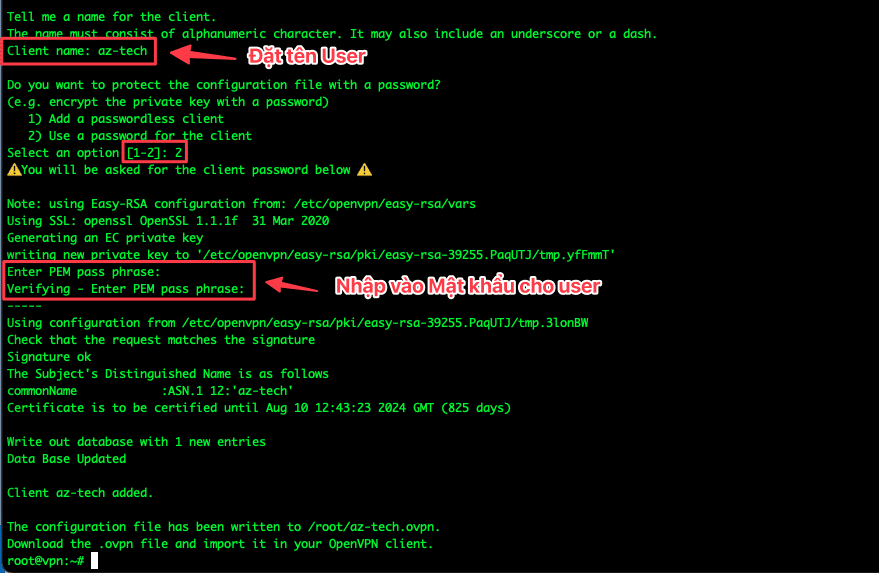 Tell me a name for the client.
The name must consist of alphanumeric character. It may also include an underscore or a dash.
Client name: az-tech
Đặt tên User
Do you want to protect the configuration file with a password?
(e.g. encrypt the private key with a password)
1) Add a passwordless client
2) Use a password for the client
Select an option [1-2]: 2
⚠️You will be asked for the client password below ⚠️
Note: using Easy-RSA configuration from: /etc/openvpn/easy-rsa/vars
Using SSL: openssl OpenSSL 1.1.1f  31 Mar 2020
Generating an EC private key
writing new private key to '/etc/openvpn/easy-rsa/pki/easy-rsa-39255.PaqUTJ/tmp.yfFmmT'
Enter PEM pass phrase:
Verifying - Enter PEM pass phrase:
Nhập vào Mật khẩu cho user
-----
Using configuration from /etc/openvpn/easy-rsa/pki/easy-rsa-39255.PaqUTJ/tmp.3lonBW
Check that the request matches the signature
Signature ok
The Subject's Distinguished Name is as follows
commonName            :ASN.1 12:'az-tech'
Certificate is to be certified until Aug 10 12:43:23 2024 GMT (825 days)
Write out database with 1 new entries
Data Base Updated
Client az-tech added.
The configuration file has been written to /root/az-tech.ovpn.
Download the .ovpn file and import it in your OpenVPN client.
root@vpn:~#